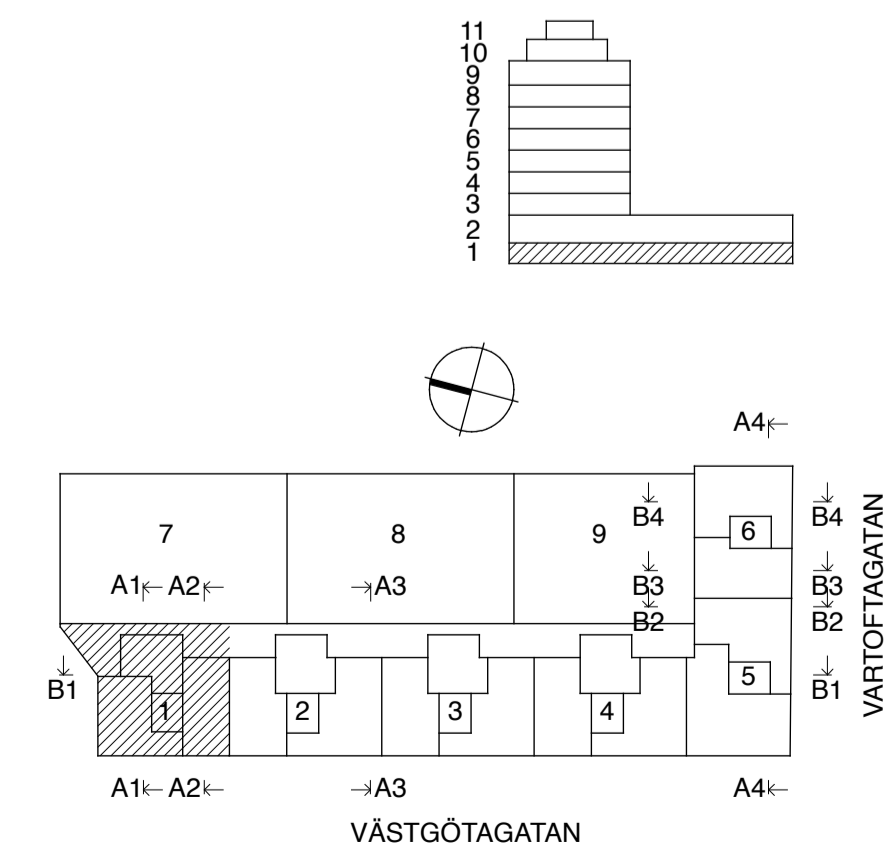 11
10
9
8
7
6
5
4
3
2
1
A4
7
8
9
B4
6
B4
A1
A2
A3
B3
B3
B2
B2
B1
1
2
3
4
5
B1
A1
A2
A3
A4
VÄSTGÖTAGATAN
VARTOFTAGATAN